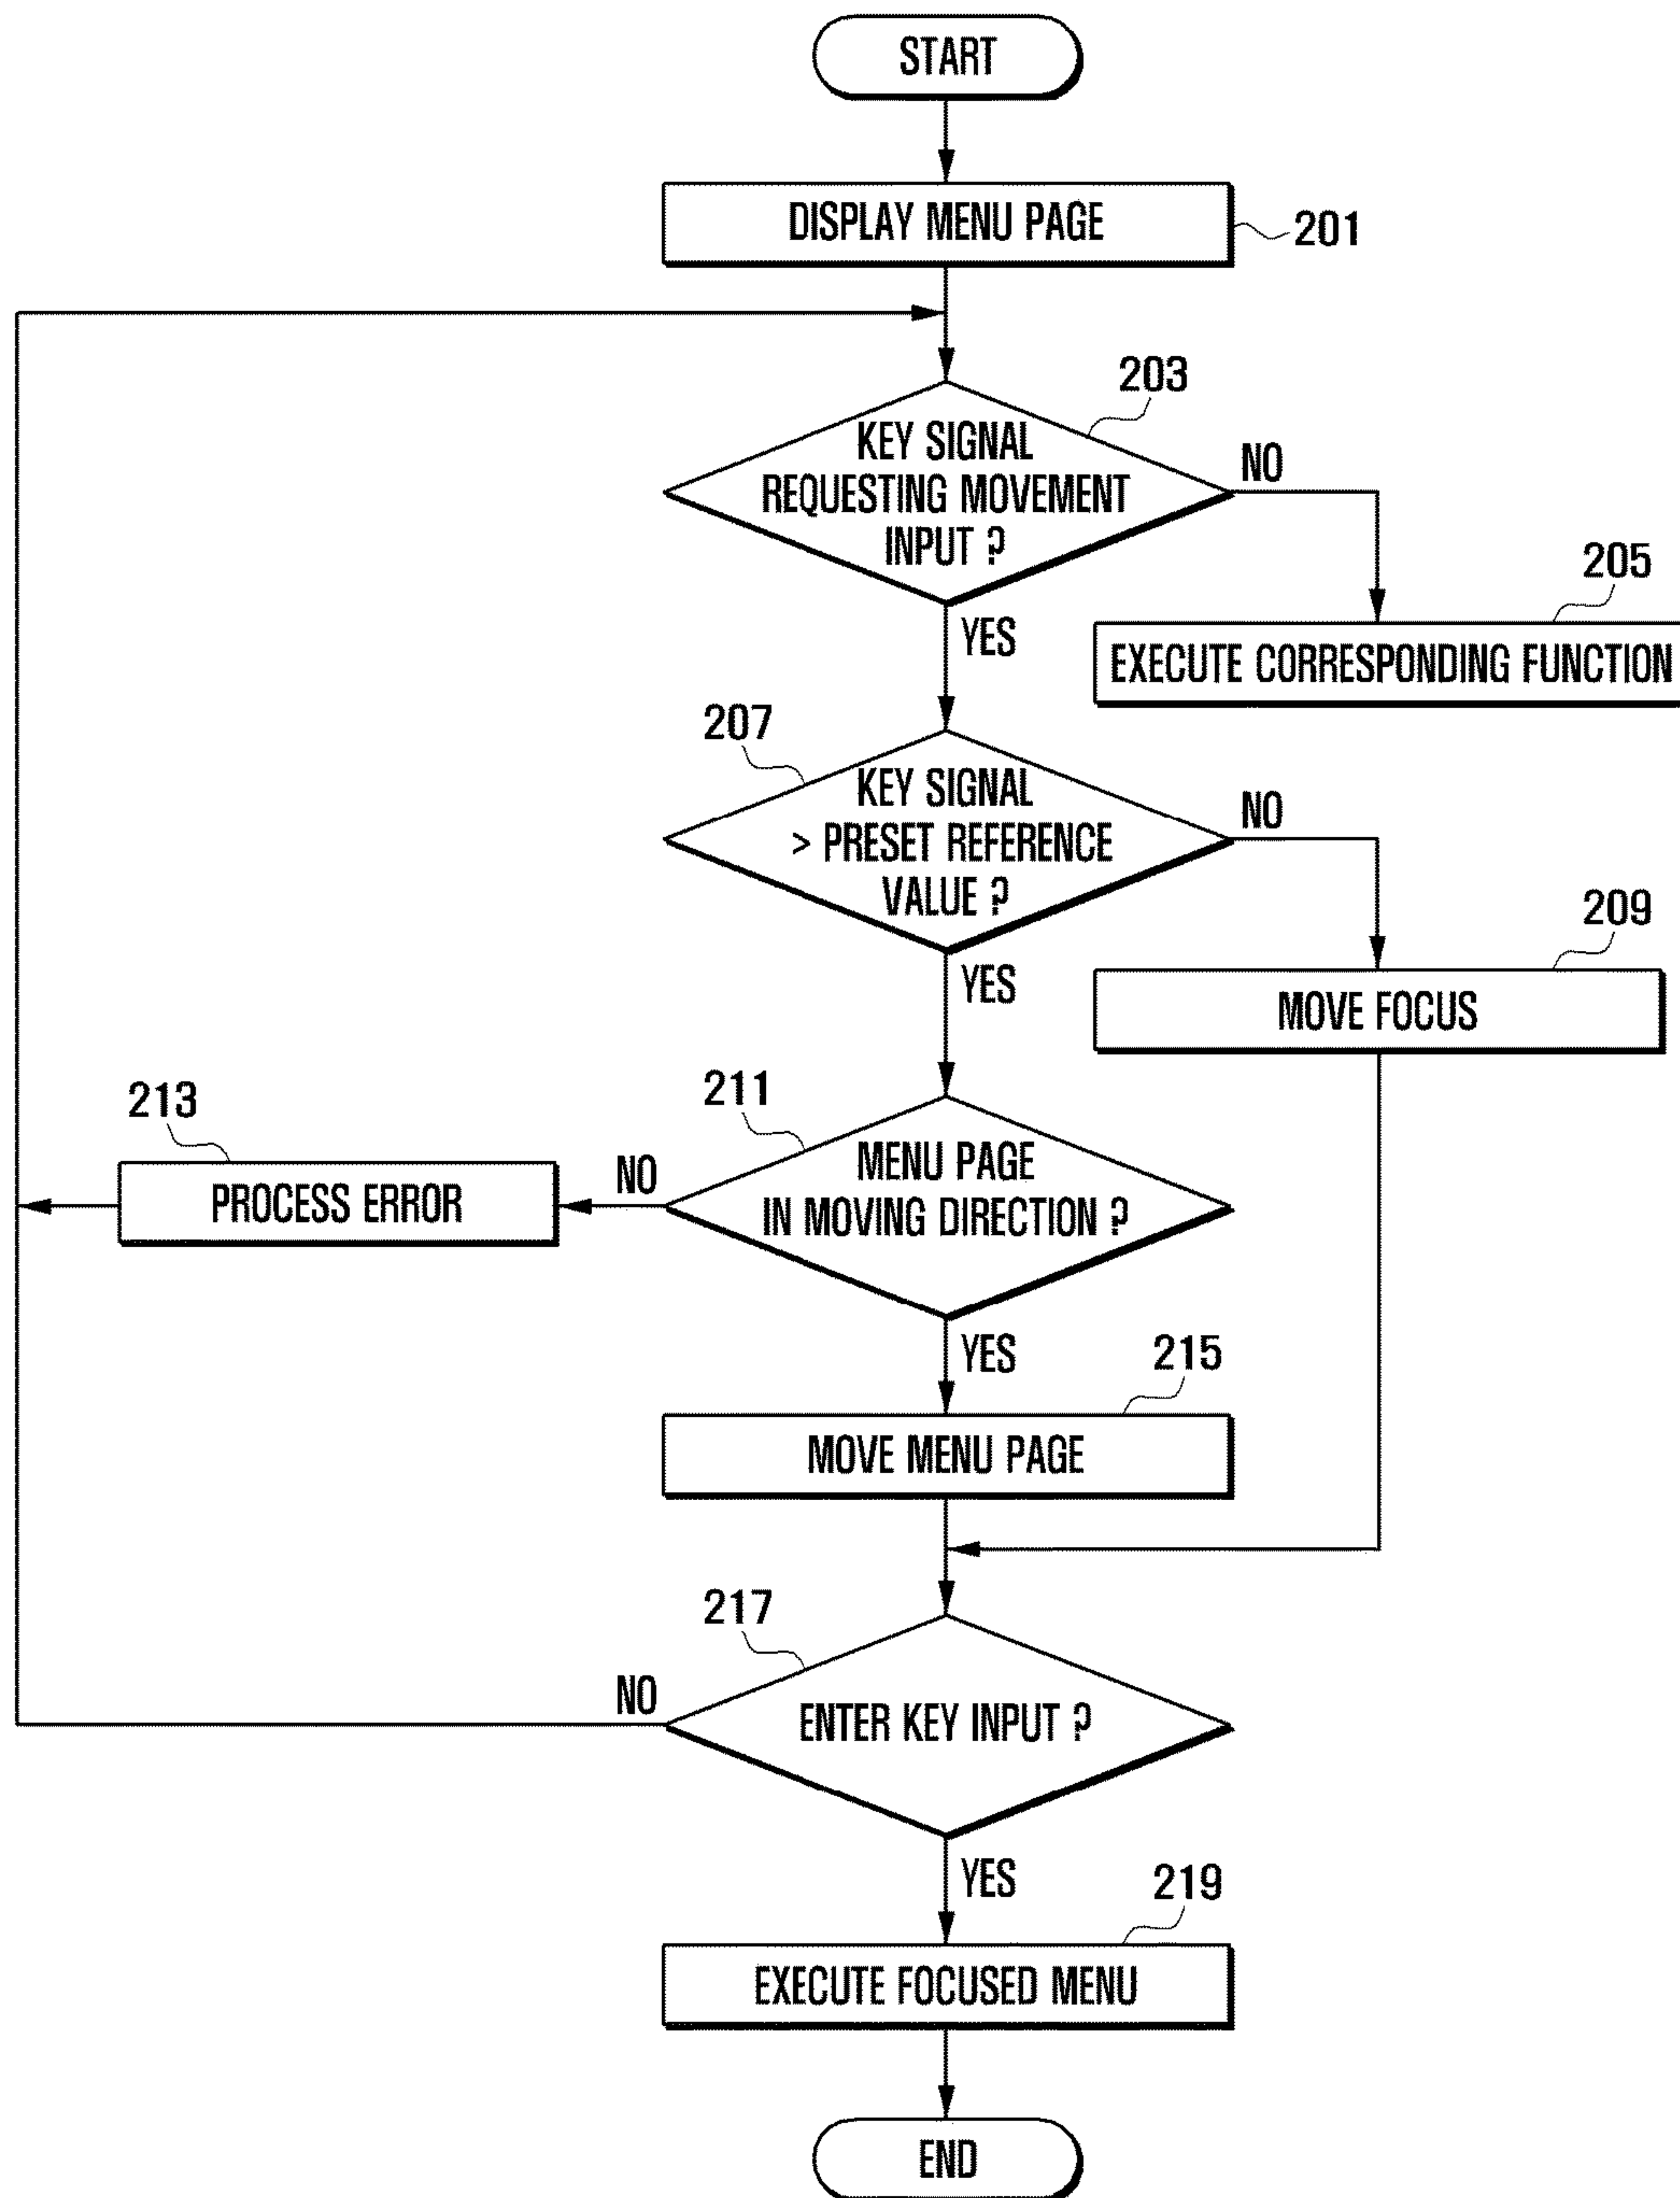 START
DISPLAY MENU PAGE
201
203
KEY SIGNAL
REQUESTING MOVEMENT
INPUT ?
NO
YES
205
EXECUTE CORRESPONDING FUNCTION
207
KEY SIGNAL
> PRESET REFERENCE
VALUE ?
NO
YES
209
MOVE FOCUS
211
MENU PAGE
IN MOVING DIRECTION ?
NO
213
PROCESS ERROR
YES
215
MOVE MENU PAGE
217
ENTER KEY INPUT ?
NO
YES
219
EXECUTE FOCUSED MENU
END